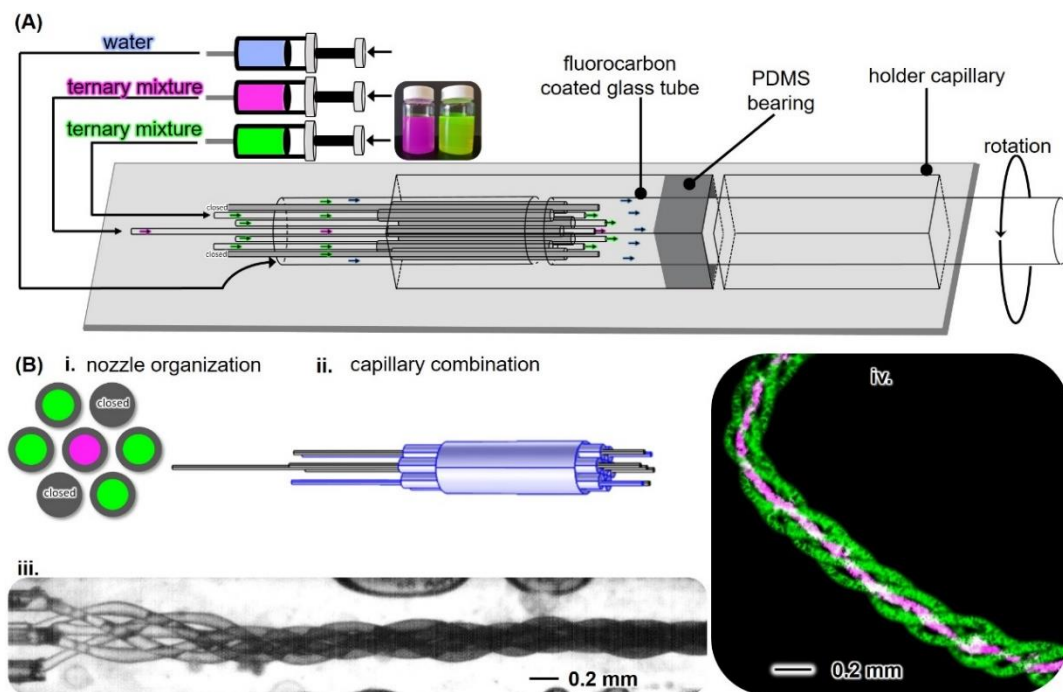 (A)
water
ternary mixture
ternary mixture
fluorocarbon
coated glass tube
PDMS
bearing
holder capillary
rotation
closed
closed
(B) i. nozzle organization
ii. capillary combination
closed
closed
iii.
0.2 mm
iv.
0.2 mm